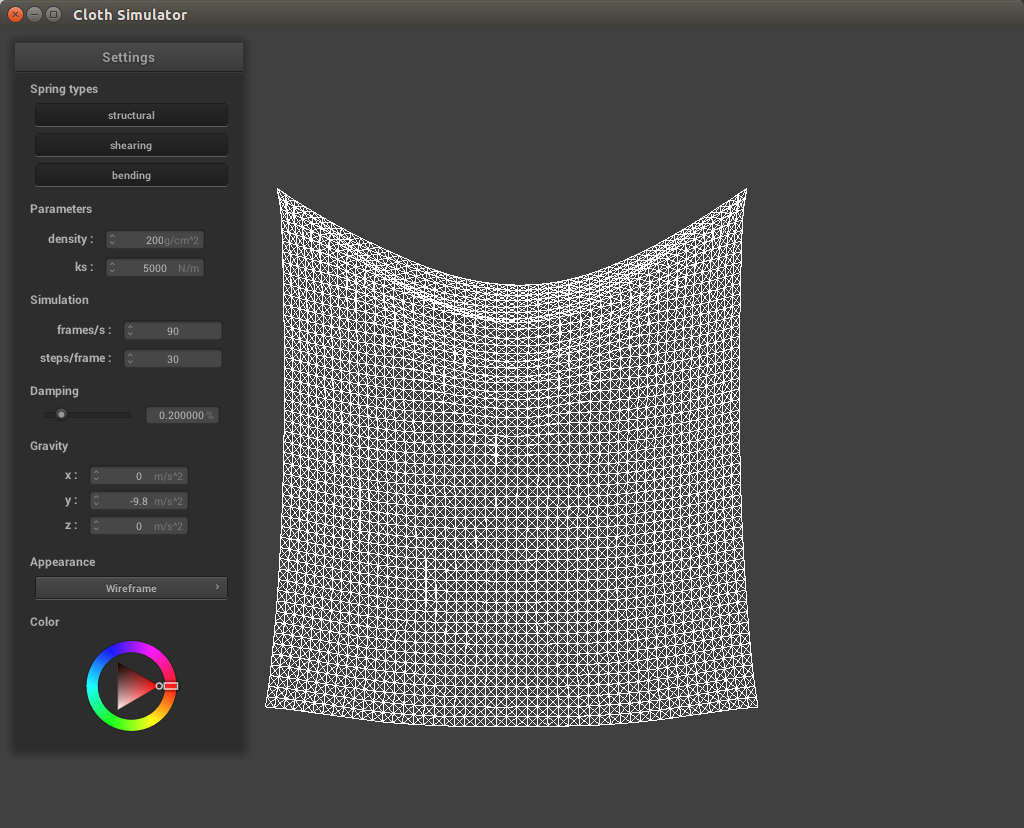 Cloth Simulator
Settings
Spring types
structural
shearing
bending
Parameters
density : 200g/cm^2
ks : 5000 N/m
Simulation
frames/s : 90
steps/frame : 30
Damping
0.200000 %
Gravity
x : 0 m/s^2
y : -9.8 m/s^2
z : 0 m/s^2
Appearance
Wireframe
Color